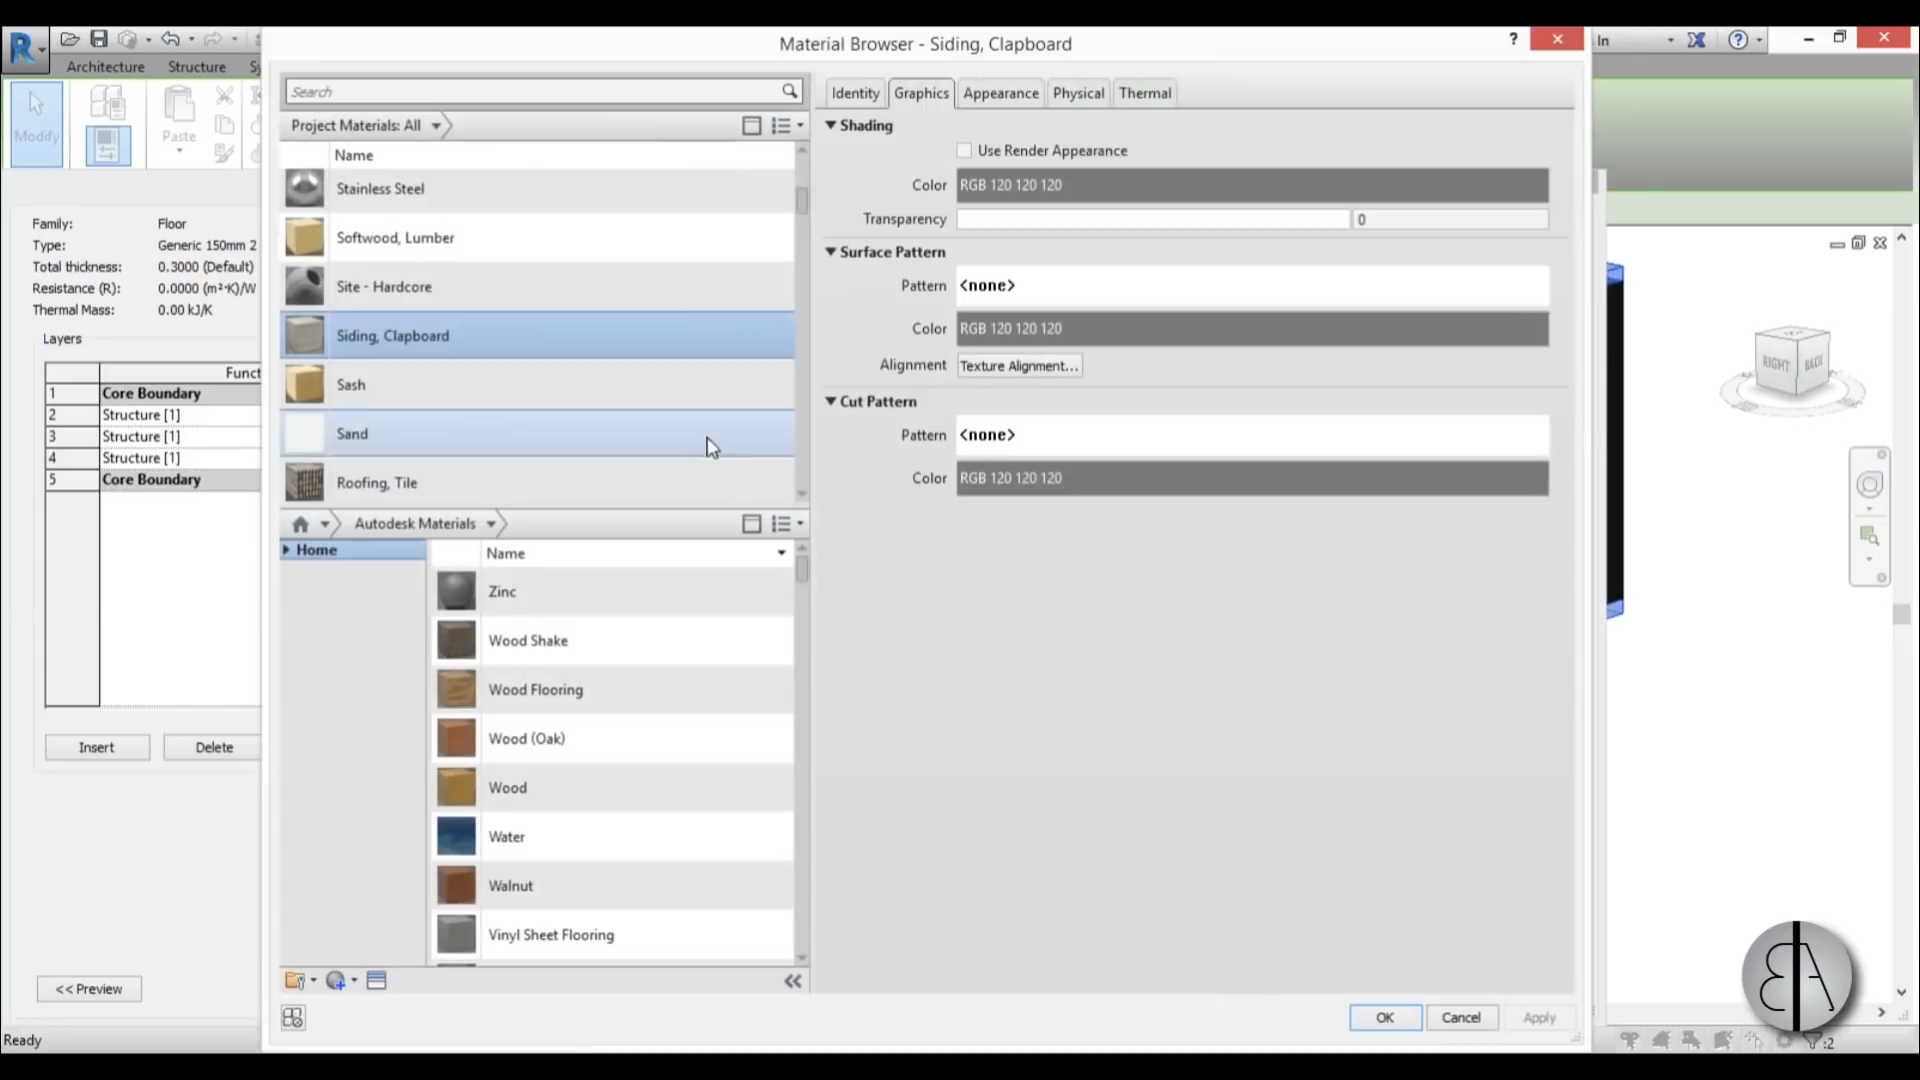 Material Browser - Siding, Clapboard
?
In
Architecture
Structure
Sy
Modify
Paste
Search
Project Materials: All
Name
Stainless Steel
Softwood, Lumber
Site - Hardcore
Siding, Clapboard
Sash
Sand
Roofing, Tile
Autodesk Materials
Home
Name
Zinc
Wood Shake
Wood Flooring
Wood (Oak)
Wood
Water
Walnut
Vinyl Sheet Flooring
Identity
Graphics
Appearance
Physical
Thermal
Shading
Use Render Appearance
Color RGB 120 120 120
Transparency 0
Surface Pattern
Pattern <none>
Color RGB 120 120 120
Alignment Texture Alignment...
Cut Pattern
Pattern <none>
Color RGB 120 120 120
Family: Floor
Type: Generic 150mm 2
Total thickness: 0.3000 (Default)
Resistance (R): 0.0000 (m²·K)/W
Thermal Mass: 0.00 kJ/K
Layers
Funct
1 Core Boundary
2 Structure [1]
3 Structure [1]
4 Structure [1]
5 Core Boundary
Insert
Delete
<< Preview
OK
Cancel
Apply
Ready
RIGHT
BACK
:2